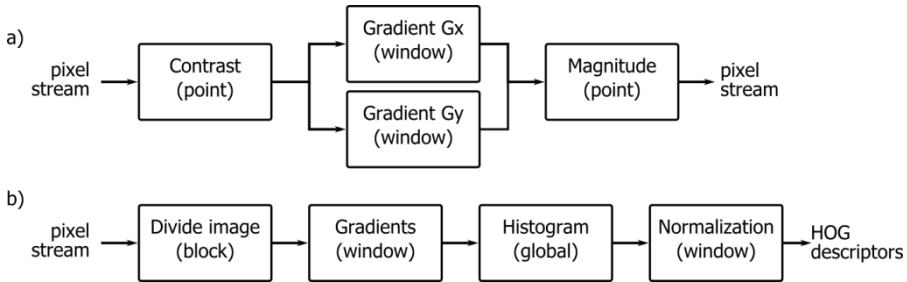 a)
pixel
stream
Contrast
(point)
Gradient Gx
(window)
Gradient Gy
(window)
Magnitude
(point)
pixel
stream
b)
pixel
stream
Divide image
(block)
Gradients
(window)
Histogram
(global)
Normalization
(window)
HOG
descriptors